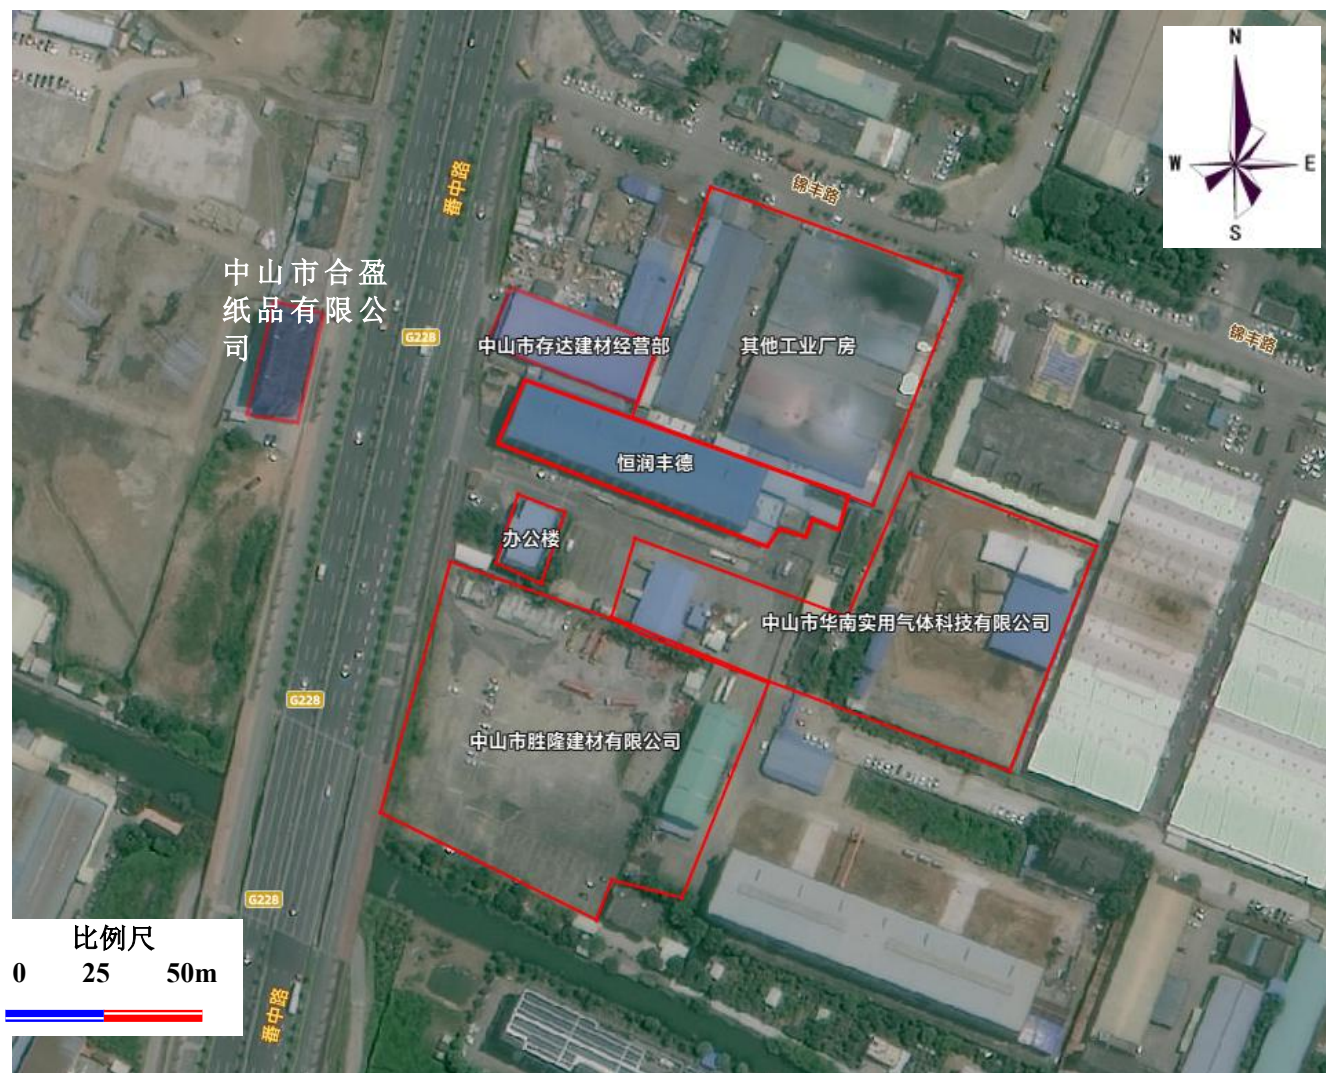 N
W
E
S
番中路
锦丰路
中山市合盈
纸品有限公
司
G228
中山市存达建材经营部
其他工业厂房
锦丰路
恒润丰德
办公楼
中山市华南实用气体科技有限公司
G228
中山市胜隆建材有限公司
G228
比例尺
0 25 50m
番中路